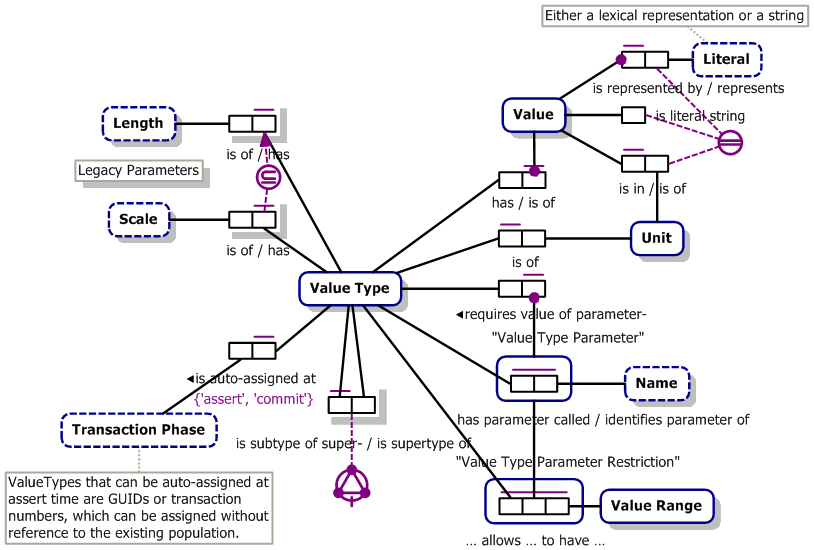 Either a lexical representation or a string
Literal
is represented by / represents
Value
is literal string
Length
is of / has
Legacy Parameters
is in / is of
has / is of
Scale
is of / has
Unit
is of
Value Type
◄requires value of parameter-
"Value Type Parameter"
◄is auto-assigned at
{'assert', 'commit'}
Name
has parameter called / identifies parameter of
Transaction Phase
is subtype of super- / is supertype of
"Value Type Parameter Restriction"
ValueTypes that can be auto-assigned at
assert time are GUIDs or transaction
numbers, which can be assigned without
reference to the existing population.
Value Range
... allows ... to have ...